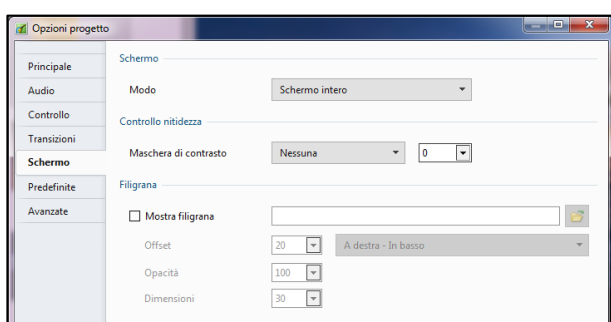 Opzioni progetto
Principale
Audio
Controllo
Transizioni
Schermo
Predefinite
Avanzate
Schermo
Modo Schermo intero
Controllo nitidezza
Maschera di contrasto Nessuna 0
Filigrana
Mostra filigrana
Offset 20 A destra - In basso
Opacità 100
Dimensioni 30